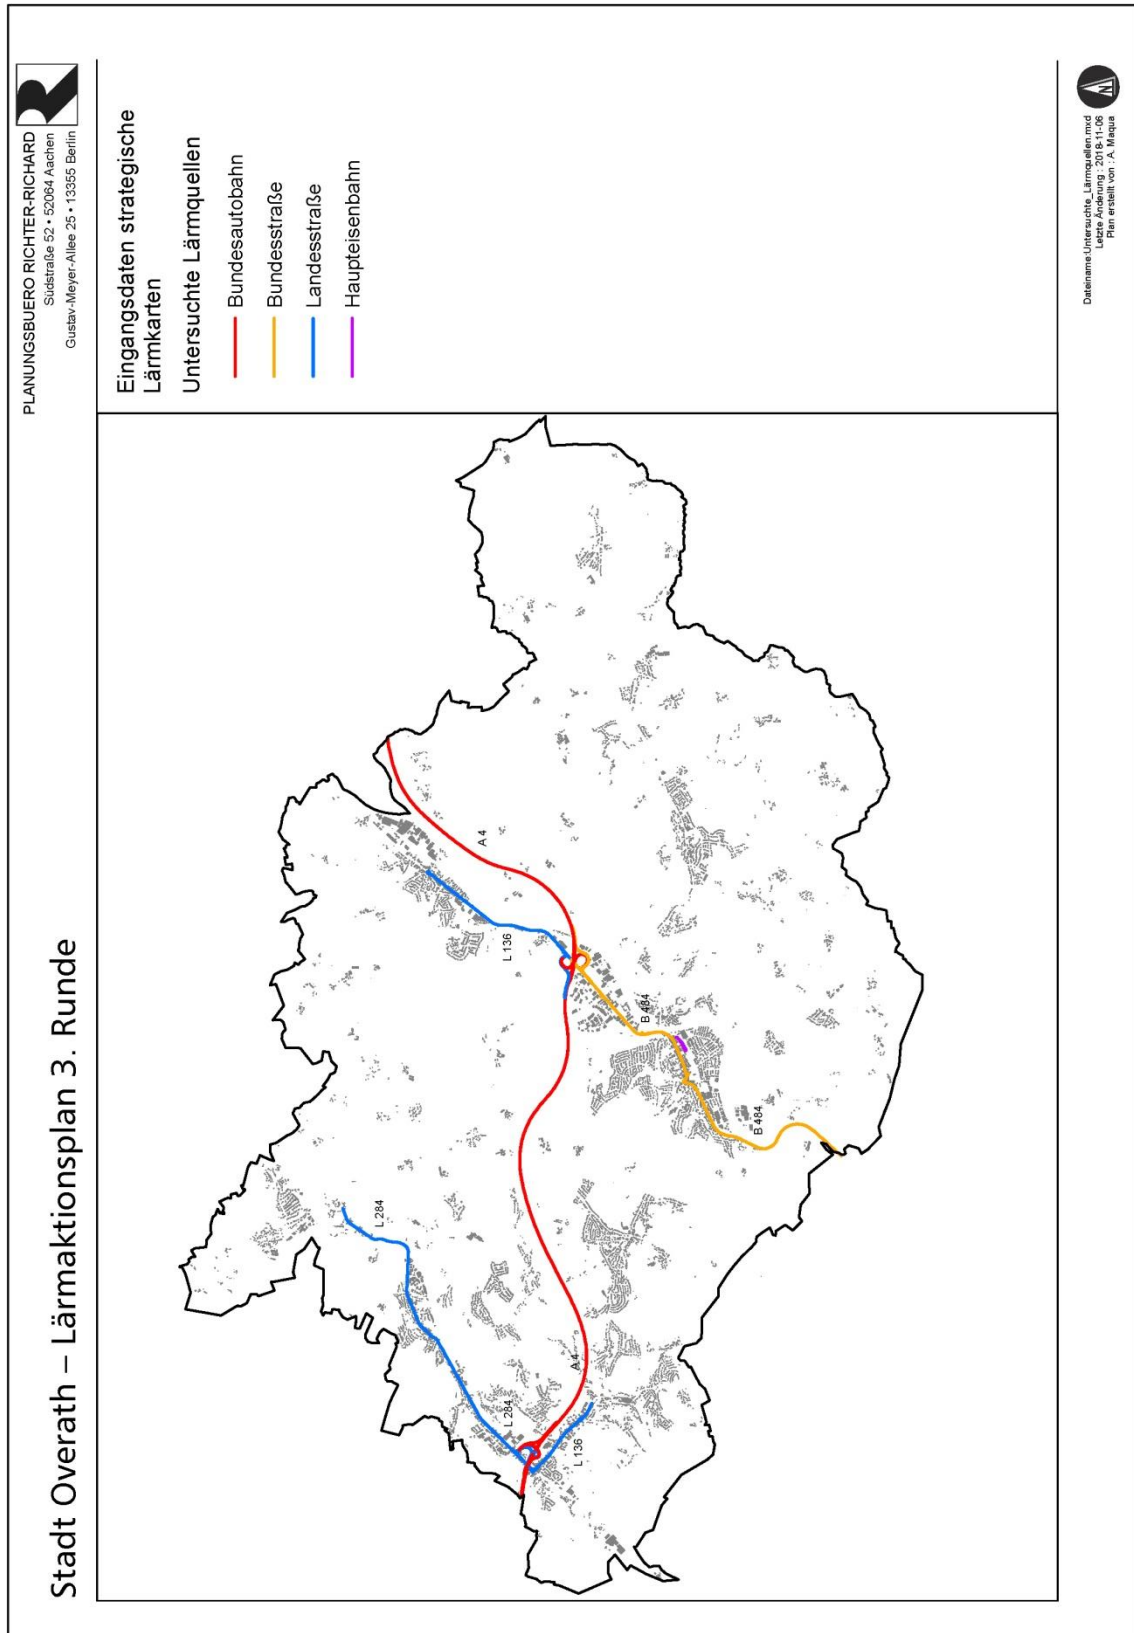 Stadt Overath – Lärmaktionsplan 3. Runde
PLANUNGSBUERO RICHTER-RICHARD
Südstraße 52 • 52064 Aachen
Gustav-Meyer-Allee 25 • 13355 Berlin
Eingangsdaten strategische
Lärmkarten
Untersuchte Lärmquellen
Bundesautobahn
Bundesstraße
Landesstraße
Haupteisenbahn
L 284
L 136
A 4
L 284
A 4
L 136
B 484
B 484
N
Dateiname:Untersuchte_Lärmquellen.mxd
Letzte Änderung : 2018-11-06
Plan erstellt von : A. Maqua